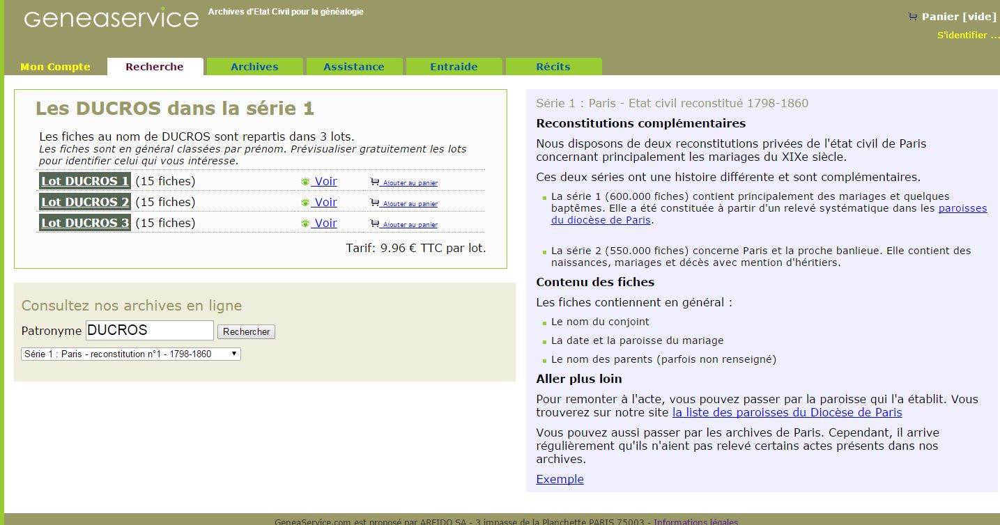 Geneaservice
Archives d'Etat Civil pour la généalogie
Panier [vide]
S'identifier ...
Mon Compte
Recherche
Archives
Assistance
Entraide
Récits
Les DUCROS dans la série 1
Les fiches au nom de DUCROS sont repartis dans 3 lots.
Les fiches sont en général classées par prénom. Prévisualiser gratuitement les lots
pour identifier celui qui vous intéresse.
Lot DUCROS 1 (15 fiches) Voir Ajouter au panier
Lot DUCROS 2 (15 fiches) Voir Ajouter au panier
Lot DUCROS 3 (15 fiches) Voir Ajouter au panier
Tarif: 9.96 € TTC par lot.
Consultez nos archives en ligne
Patronyme DUCROS Rechercher
Série 1 : Paris - reconstitution n°1 - 1798-1860
Série 1 : Paris - Etat civil reconstitué 1798-1860
Reconstitutions complémentaires
Nous disposons de deux reconstitutions privées de l'état civil de Paris
concernant principalement les mariages du XIXe siècle.
Ces deux séries ont une histoire différente et sont complémentaires.
La série 1 (600.000 fiches) contient principalement des mariages et quelques
baptêmes. Elle a été constituée à partir d'un relevé systématique dans les paroisses
du diocèse de Paris.
La série 2 (550.000 fiches) concerne Paris et la proche banlieue. Elle contient des
naissances, mariages et décès avec mention d'héritiers.
Contenu des fiches
Les fiches contiennent en général :
Le nom du conjoint
La date et la paroisse du mariage
Le nom des parents (parfois non renseigné)
Aller plus loin
Pour remonter à l'acte, vous pouvez passer par la paroisse qui l'a établit. Vous
trouverez sur notre site la liste des paroisses du Diocèse de Paris
Vous pouvez aussi passer par les archives de Paris. Cependant, il arrive
régulièrement qu'ils n'aient pas relevé certains actes présents dans nos
archives.
Exemple
GeneaService.com est proposé par ARFIDO SA - 3 impasse de la Planchette PARIS 75003 - Informations légales